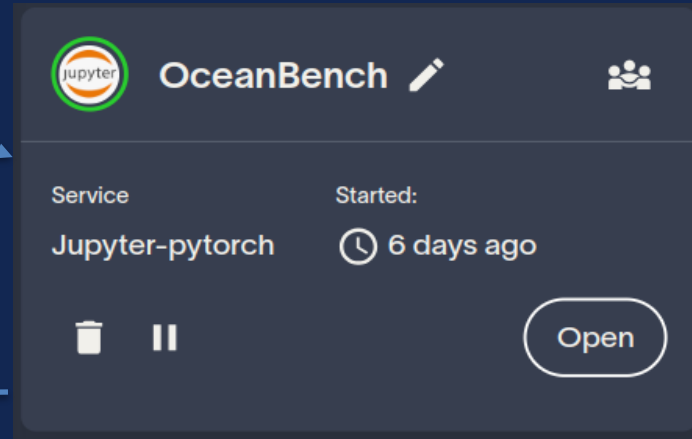 jupyter
OceanBench
Service
Started:
Jupyter-pytorch
6 days ago
Open